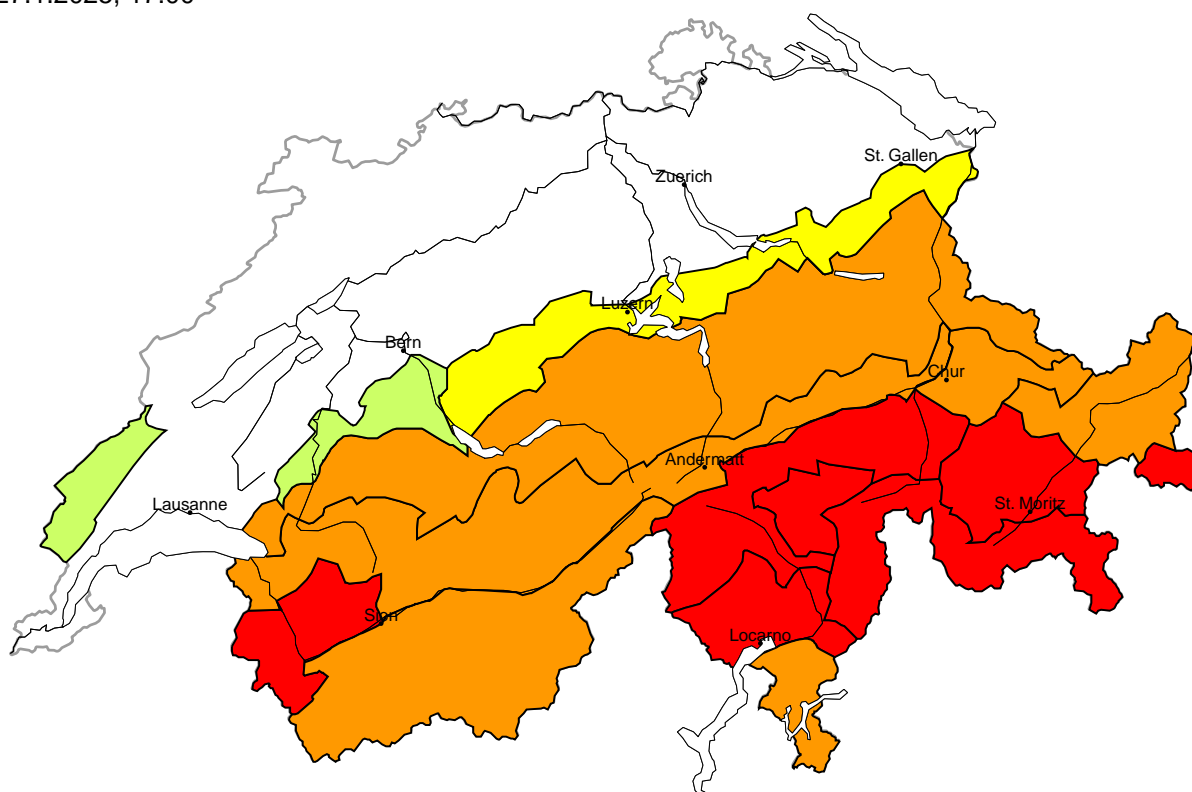 St. Gallen
Zuerich
Luzern
Bern
Chur
Andermatt
Lausanne
St. Moritz
Sion
Locarno